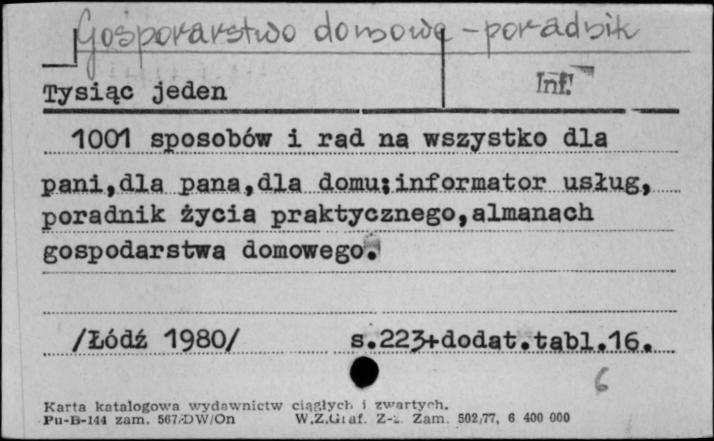 Gosporarstwo domowe - poradnik
Tysiąc jeden Inf.
1001 sposobów i rad na wszystko dla
pani,dla pana,dla domu;informator usług,
poradnik życia praktycznego,almanach
gospodarstwa domowego.
/Łódź 1980/ s.223+dodat.tabl.16.
6
Karta katalogowa wydawnictw ciągłych i zwartych.
Pu-B-144 zam. 567/DW/On W.Z.Graf. Z-z. Zam. 502/77, 6 400 000